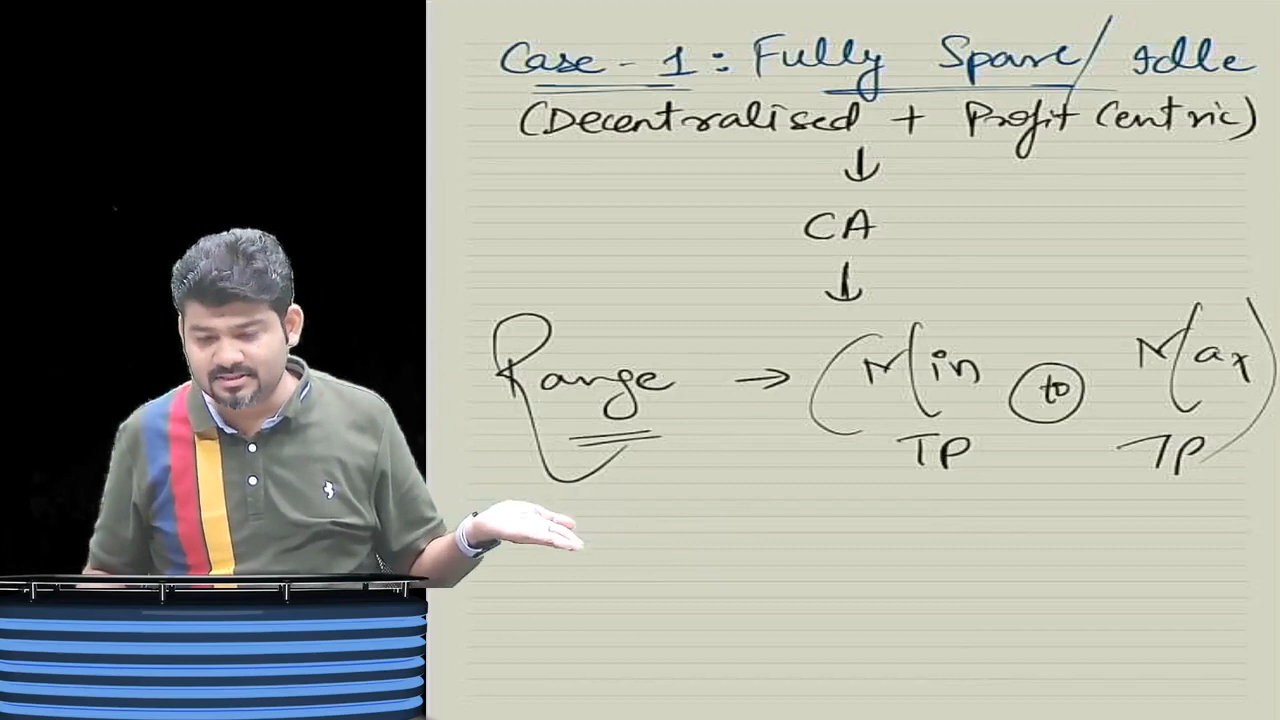 Case - 1 : Fully Spare / Idle
(Decentralised + Profit Centric)
↓
CA
↓
Range → (Min to Max)
TP TP